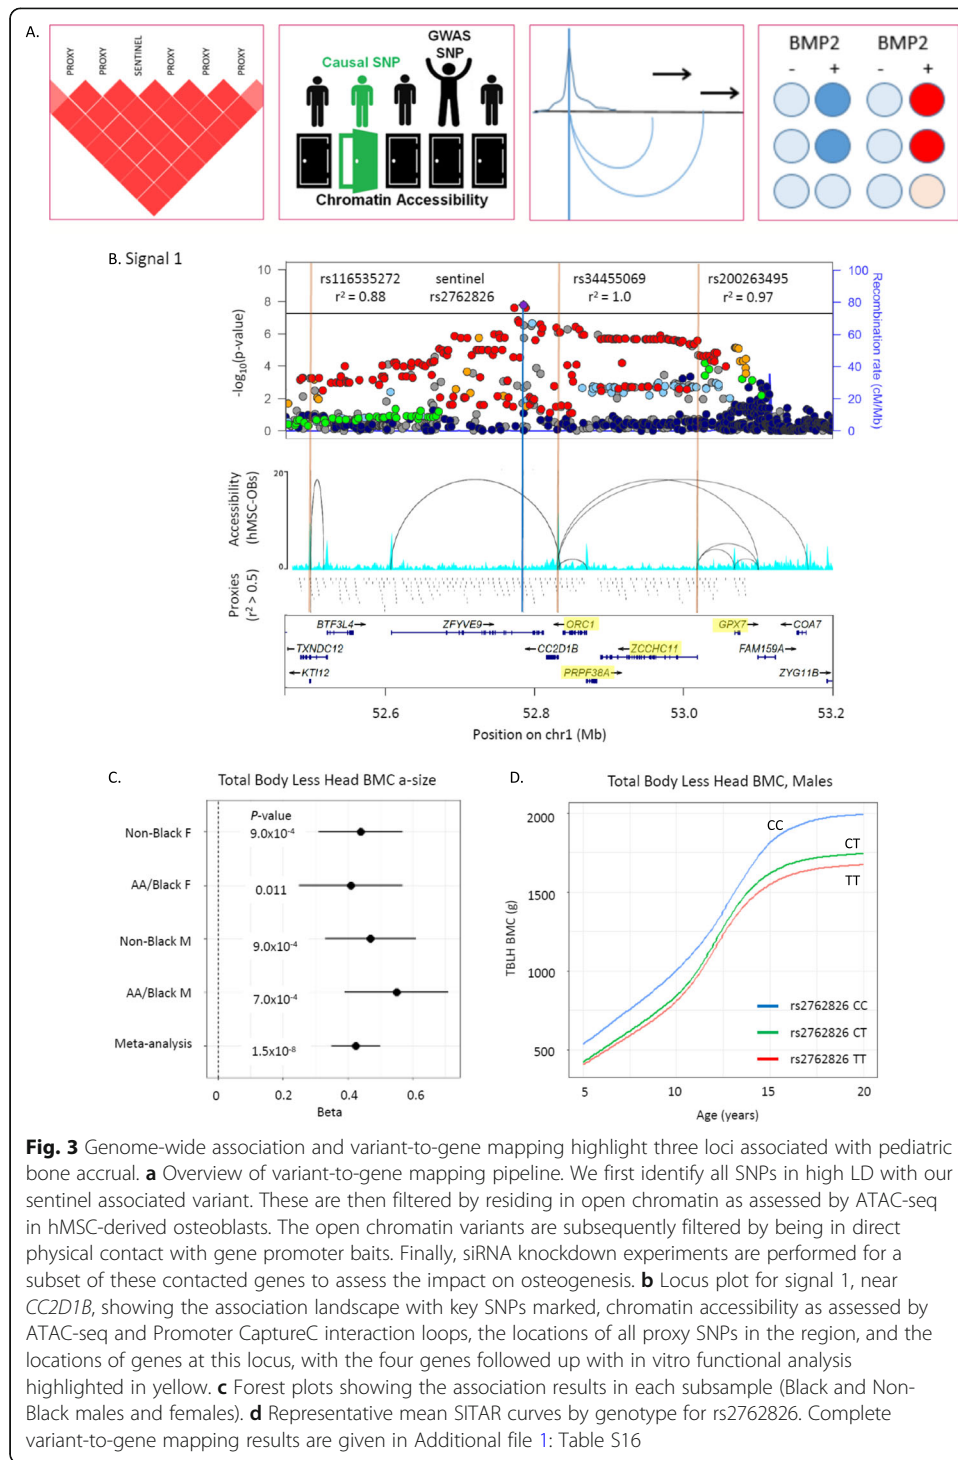 A.
PROXY
PROXY
SENTINEL
PROXY
PROXY
PROXY
GWAS
SNP
Causal SNP
Chromatin Accessibility
BMP2 BMP2
- + - +
B. Signal 1
10
8
6
4
2
0
-log10(p-value)
rs116535272
r² = 0.88
sentinel
rs2762826
rs34455069
r² = 1.0
rs200263495
r² = 0.97
100
80
60
40
20
0
Recombination rate (cM/Mb)
Accessibility
(hMSC-OBs)
20
0
Proxies
(r² > 0.5)
BTF3L4→ ZFYVE9→ ←ORC1 GPX7→ ←COA7
←TXNDC12 ←CC2D1B ←ZCCHC11 FAM159A→
←KTI12 PRPF38A→ ZYG11B
52.6 52.8 53.0 53.2
Position on chr1 (Mb)
C.
Total Body Less Head BMC a-size
P-value
Non-Black F 9.0x10⁻⁴
AA/Black F 0.011
Non-Black M 9.0x10⁻⁴
AA/Black M 7.0x10⁻⁴
Meta-analysis 1.5x10⁻⁸
0 0.2 0.4 0.6
Beta
D.
Total Body Less Head BMC, Males
2000
1500
1000
500
TBLH BMC (g)
CC
CT
TT
rs2762826 CC
rs2762826 CT
rs2762826 TT
5 10 15 20
Age (years)
Fig. 3 Genome-wide association and variant-to-gene mapping highlight three loci associated with pediatric
bone accrual. a Overview of variant-to-gene mapping pipeline. We first identify all SNPs in high LD with our
sentinel associated variant. These are then filtered by residing in open chromatin as assessed by ATAC-seq
in hMSC-derived osteoblasts. The open chromatin variants are subsequently filtered by being in direct
physical contact with gene promoter baits. Finally, siRNA knockdown experiments are performed for a
subset of these contacted genes to assess the impact on osteogenesis. b Locus plot for signal 1, near
CC2D1B, showing the association landscape with key SNPs marked, chromatin accessibility as assessed by
ATAC-seq and Promoter CaptureC interaction loops, the locations of all proxy SNPs in the region, and the
locations of genes at this locus, with the four genes followed up with in vitro functional analysis
highlighted in yellow. c Forest plots showing the association results in each subsample (Black and Non-
Black males and females). d Representative mean SITAR curves by genotype for rs2762826. Complete
variant-to-gene mapping results are given in Additional file 1: Table S16